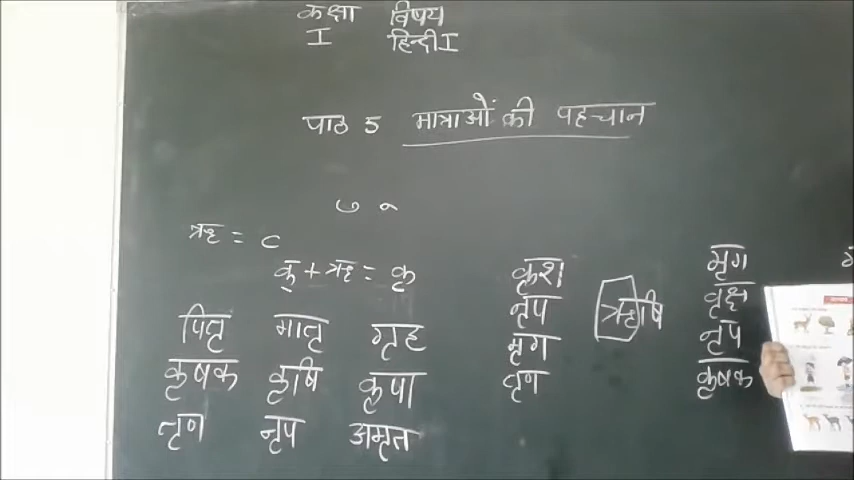 कक्षा विषय
I हिन्दी I
पाठ 5 मात्राओं की पहचान
ऋ = ृ
क् + ऋ = कृ
पितृ मातृ गृह
कृषक कृषि कृपा
तृण नृप अमृत
कृश
नृप
मृग
तृण
ऋषि
मृग
वृक्ष
नृप
कृषक